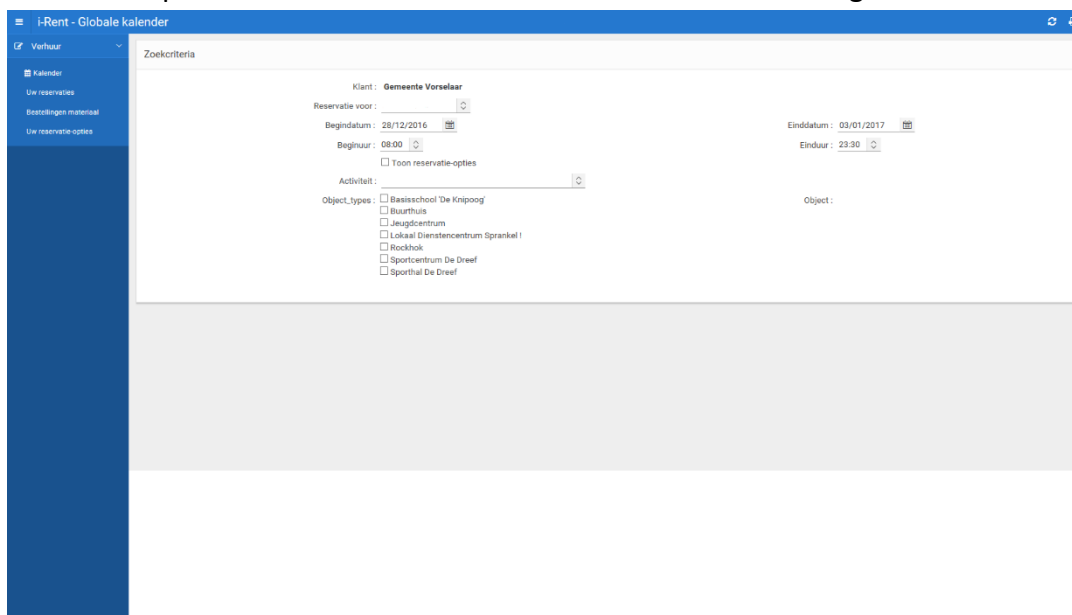 i-Rent - Globale kalender
Verhuur
Kalender
Uw reservaties
Bestellingen materiaal
Uw reservatie-opties
Zoekcriteria
Klant : Gemeente Vorselaar
Reservatie voor :
Begindatum : 28/12/2016 Einddatum : 03/01/2017
Beginuur : 08:00 Einduur : 23:30
Toon reservatie-opties
Activiteit :
Object_types : Basisschool 'De Knipoog' Object :
Buurthuis
Jeugdcentrum
Lokaal Dienstencentrum Sprankel !
Rockhok
Sportcentrum De Dreef
Sporthal De Dreef